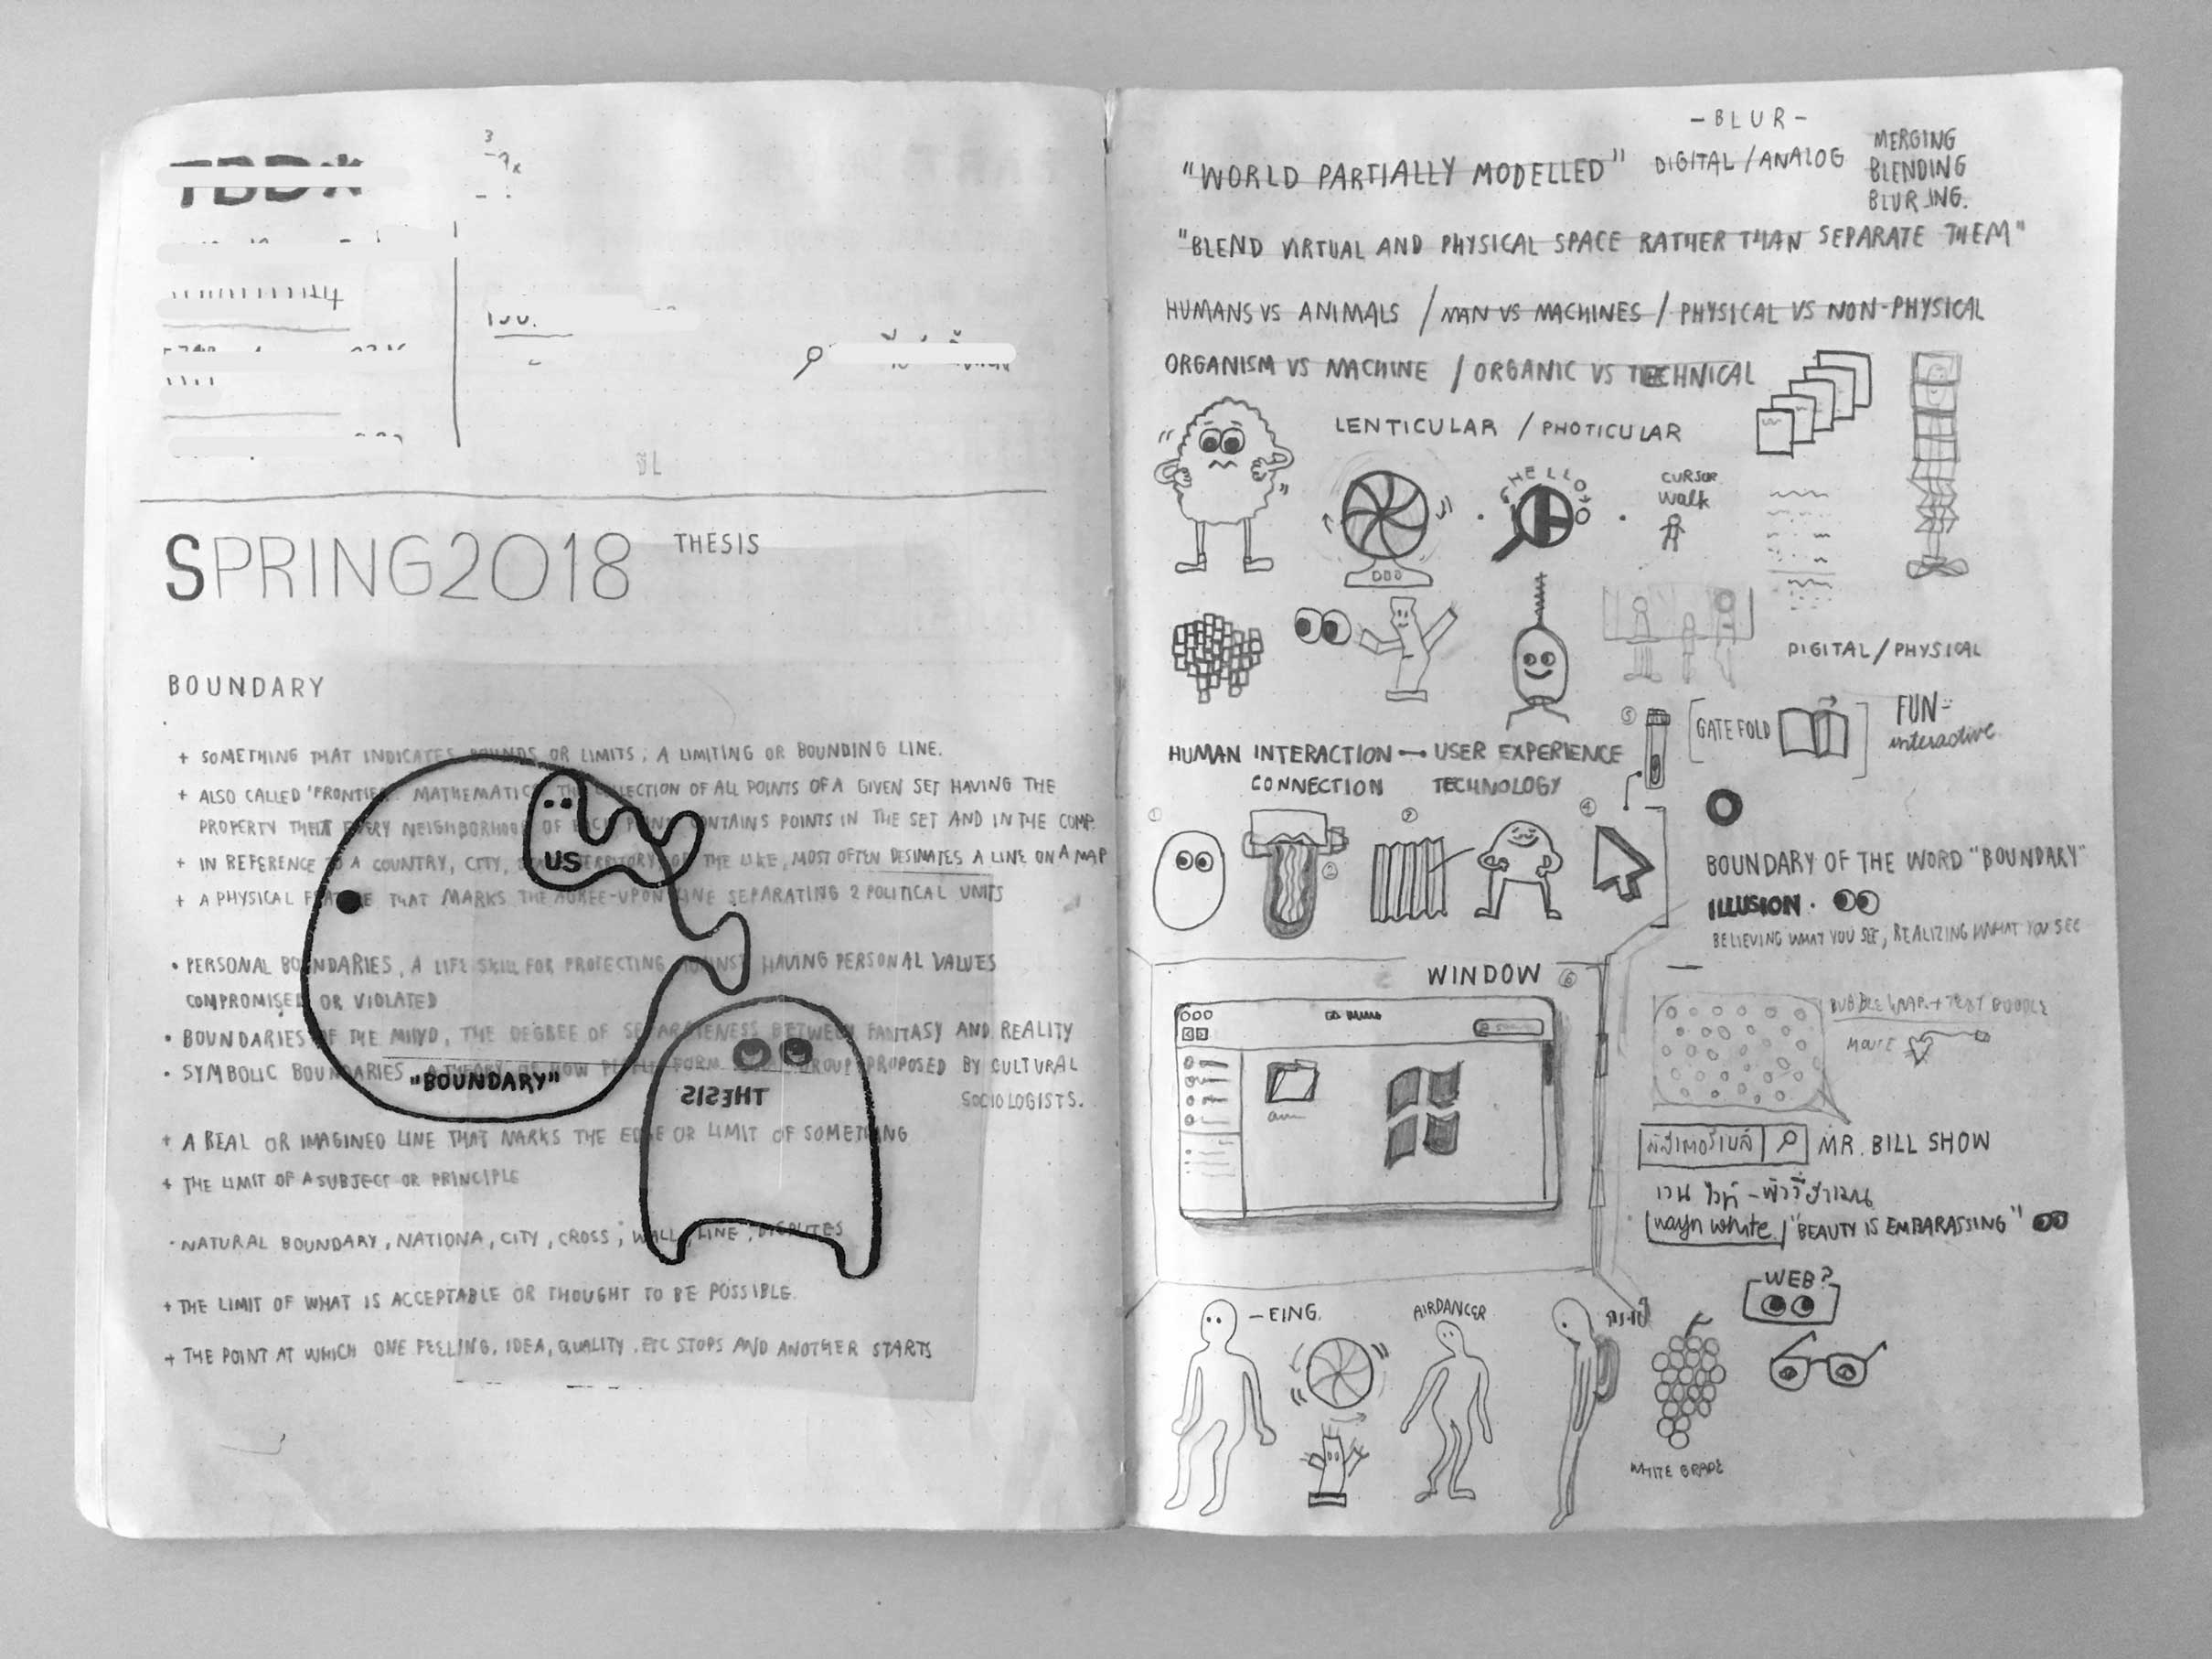 SPRING2018 THESIS
BOUNDARY
+ SOMETHING THAT INDICATES BOUNDS OR LIMITS; A LIMITING OR BOUNDING LINE.
+ ALSO CALLED 'FRONTIER'. MATHEMATIC THE COLLECTION OF ALL POINTS OF A GIVEN SET HAVING THE
PROPERTY THAT EVERY NEIGHBORHOOD OF EACH POINT CONTAINS POINTS IN THE SET AND IN THE COMP.
+ IN REFERENCE TO A COUNTRY, CITY, STATE, TERRITORY, OR THE LIKE, MOST OFTEN DESINATES A LINE ON A MAP
+ A PHYSICAL FEATURE THAT MARKS THE AGREE-UPON LINE SEPARATING 2 POLITICAL UNITS
• PERSONAL BOUNDARIES, A LIFE SKILL FOR PROTECTING AGAINST HAVING PERSONAL VALUES
COMPROMISED OR VIOLATED
• BOUNDARIES OF THE MIND, THE DEGREE OF SEPARATENESS BETWEEN FANTASY AND REALITY
• SYMBOLIC BOUNDARIES, A THEORY OF HOW PEOPLE FORM GROUP PROPOSED BY CULTURAL
SOCIOLOGISTS.
+ A REAL OR IMAGINED LINE THAT MARKS THE EDGE OR LIMIT OF SOMETHING
+ THE LIMIT OF A SUBJECT OR PRINCIPLE
· NATURAL BOUNDARY, NATIONA, CITY, CROSS, WALL, LINE, DISPUTES
+ THE LIMIT OF WHAT IS ACCEPTABLE OR THOUGHT TO BE POSSIBLE.
+ THE POINT AT WHICH ONE FEELING, IDEA, QUALITY, ETC STOPS AND ANOTHER STARTS
US
"BOUNDARY"
THESIS
- BLUR -
"WORLD PARTIALLY MODELLED" DIGITAL / ANALOG
MERGING
BLENDING
BLUR_ING.
"BLEND VIRTUAL AND PHYSICAL SPACE RATHER THAN SEPARATE THEM"
HUMANS VS ANIMALS / MAN VS MACHINES / PHYSICAL VS NON-PHYSICAL
ORGANISM VS MACHINE / ORGANIC VS TECHNICAL
LENTICULAR / PHOTICULAR
HELLO
CURSOR
Walk
DIGITAL / PHYSICAL
HUMAN INTERACTION — USER EXPERIENCE
CONNECTION TECHNOLOGY
5
GATE FOLD
FUN
interactive
1
2
3
4
BOUNDARY OF THE WORD "BOUNDARY"
ILLUSION.
BELIEVING WHAT YOU SEE, REALIZING WHAT YOU SEE
WINDOW 6
BUBBLE WRAP + TEST
MR. BILL SHOW
wayn white / "BEAUTY IS EMBARASSING"
WEB?
-EING.
AIRDANCER
WHITE GRAPE